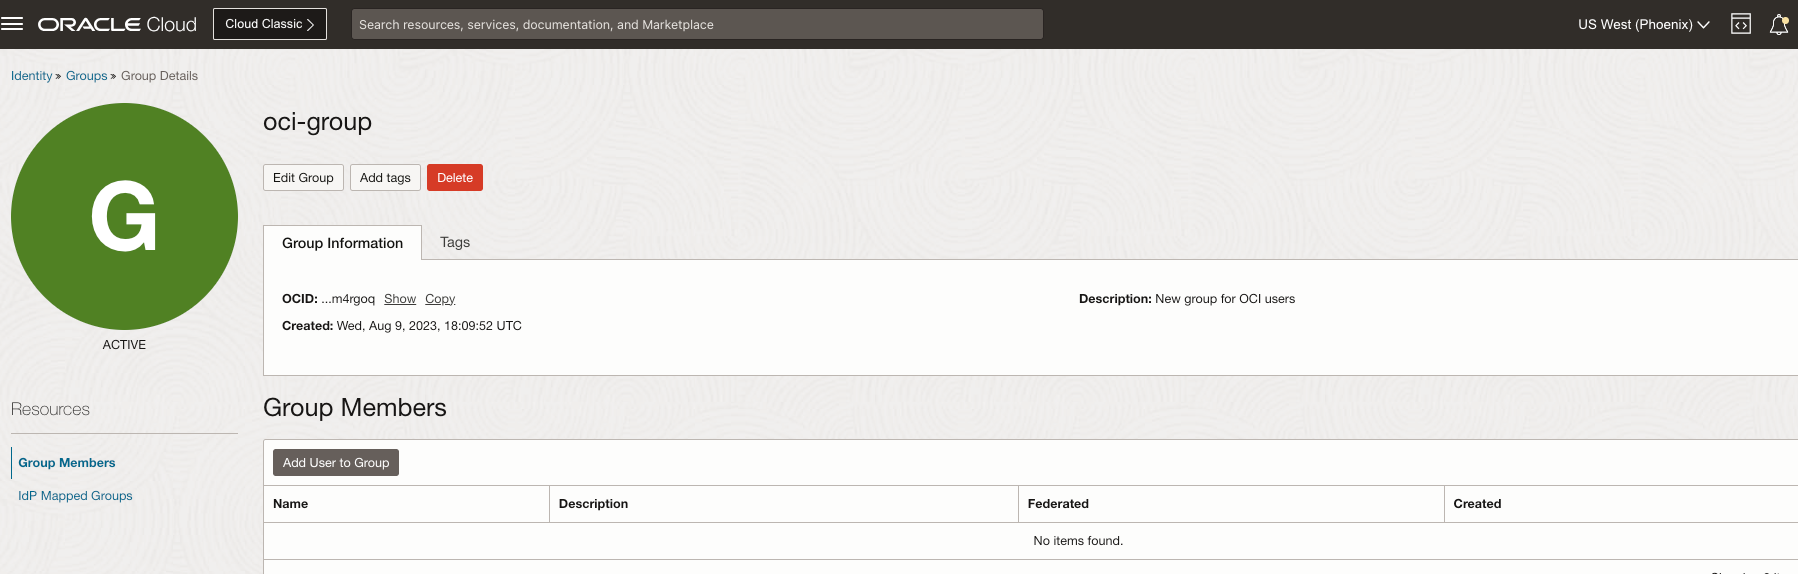 ORACLE Cloud Cloud Classic Search resources, services, documentation, and Marketplace US West (Phoenix)
Identity » Groups » Group Details
G
ACTIVE
oci-group
Edit Group Add tags Delete
Group Information Tags
OCID: ...m4rgoq Show Copy Description: New group for OCI users
Created: Wed, Aug 9, 2023, 18:09:52 UTC
Resources
Group Members
IdP Mapped Groups
Group Members
Add User to Group
Name Description Federated Created
No items found.